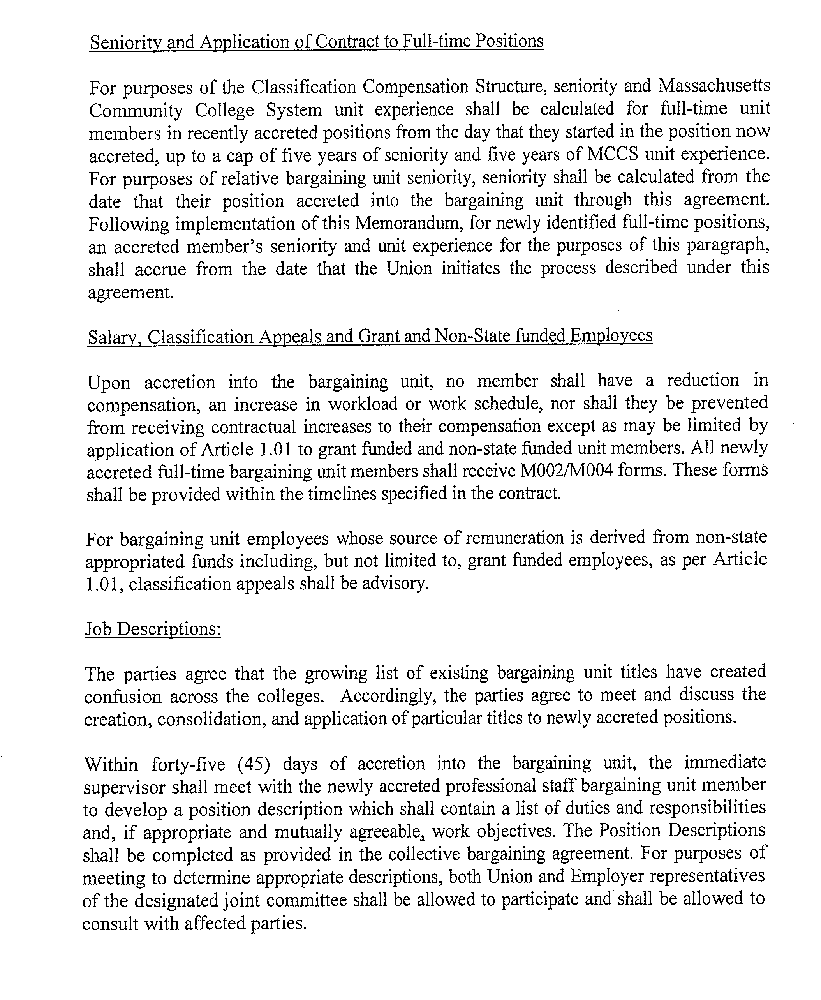 Seniority and Application of Contract to Full-time Positions
For purposes of the Classification Compensation Structure, seniority and Massachusetts
Community College System unit experience shall be calculated for full-time unit
members in recently accreted positions from the day that they started in the position now
accreted, up to a cap of five years of seniority and five years of MCCS unit experience.
For purposes of relative bargaining unit seniority, seniority shall be calculated from the
date that their position accreted into the bargaining unit through this agreement.
Following implementation of this Memorandum, for newly identified full-time positions,
an accreted member's seniority and unit experience for the purposes of this paragraph,
shall accrue from the date that the Union initiates the process described under this
agreement.
Salary, Classification Appeals and Grant and Non-State funded Employees
Upon accretion into the bargaining unit, no member shall have a reduction in
compensation, an increase in workload or work schedule, nor shall they be prevented
from receiving contractual increases to their compensation except as may be limited by
application of Article 1.01 to grant funded and non-state funded unit members. All newly
accreted full-time bargaining unit members shall receive M002/M004 forms. These forms
shall be provided within the timelines specified in the contract.
For bargaining unit employees whose source of remuneration is derived from non-state
appropriated funds including, but not limited to, grant funded employees, as per Article
1.01, classification appeals shall be advisory.
Job Descriptions:
The parties agree that the growing list of existing bargaining unit titles have created
confusion across the colleges. Accordingly, the parties agree to meet and discuss the
creation, consolidation, and application of particular titles to newly accreted positions.
Within forty-five (45) days of accretion into the bargaining unit, the immediate
supervisor shall meet with the newly accreted professional staff bargaining unit member
to develop a position description which shall contain a list of duties and responsibilities
and, if appropriate and mutually agreeable, work objectives. The Position Descriptions
shall be completed as provided in the collective bargaining agreement. For purposes of
meeting to determine appropriate descriptions, both Union and Employer representatives
of the designated joint committee shall be allowed to participate and shall be allowed to
consult with affected parties.